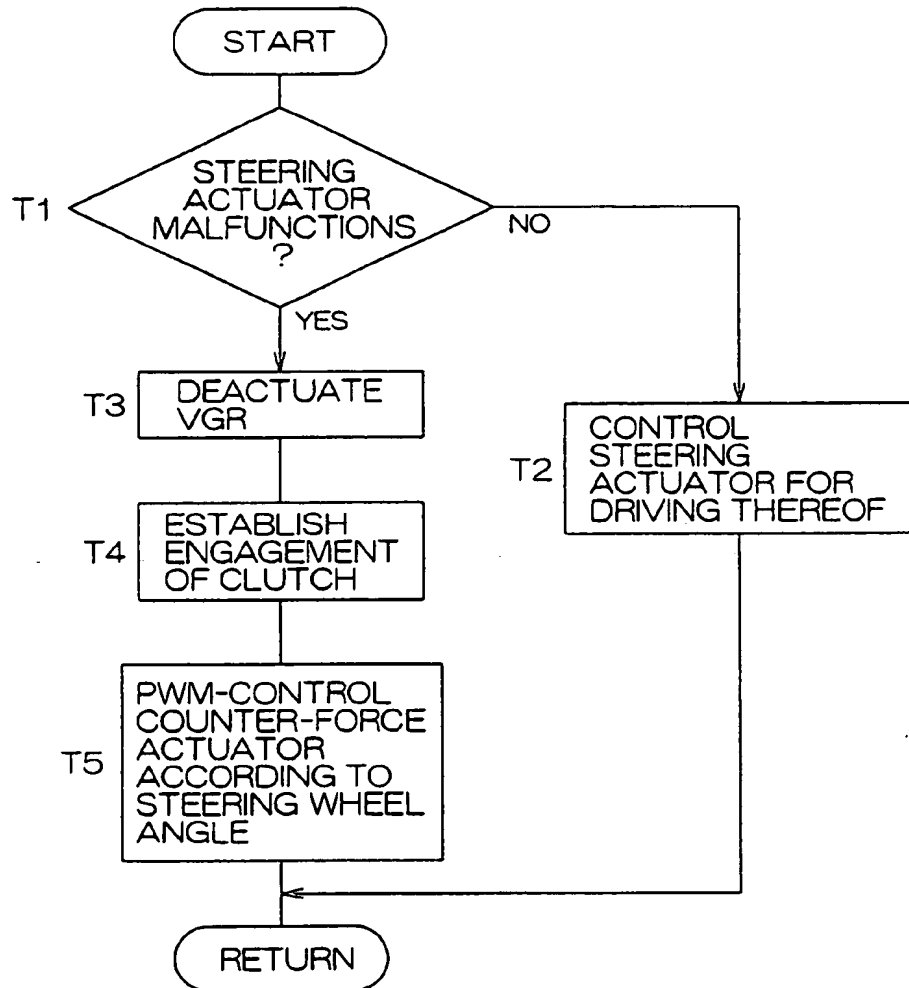 START
T1
STEERING
ACTUATOR
MALFUNCTIONS
?
NO
YES
T3
DEACTUATE
VGR
T2
CONTROL
STEERING
ACTUATOR FOR
DRIVING THEREOF
T4
ESTABLISH
ENGAGEMENT
OF CLUTCH
T5
PWM-CONTROL
COUNTER-FORCE
ACTUATOR
ACCORDING TO
STEERING WHEEL
ANGLE
RETURN